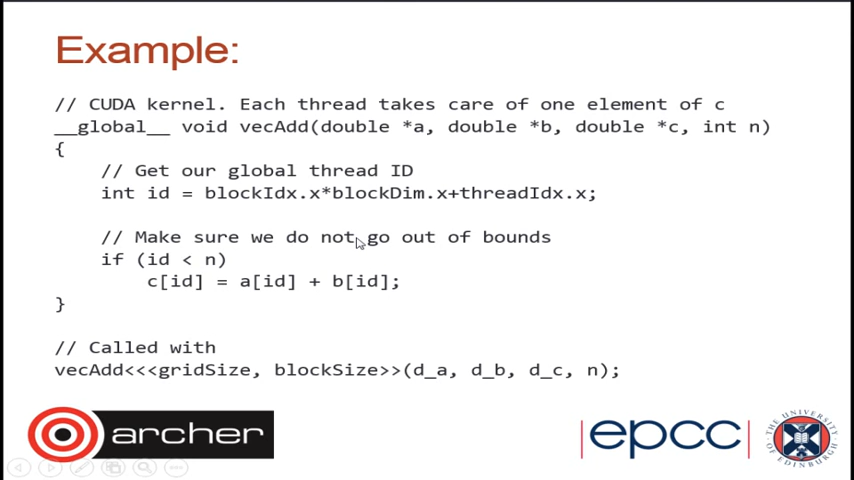 Example:
// CUDA kernel. Each thread takes care of one element of c
__global__ void vecAdd(double *a, double *b, double *c, int n)
{
// Get our global thread ID
int id = blockIdx.x*blockDim.x+threadIdx.x;
// Make sure we do not go out of bounds
if (id < n)
c[id] = a[id] + b[id];
}
// Called with
vecAdd<<<gridSize, blockSize>>(d_a, d_b, d_c, n);
archer
epcc
THE UNIVERSITY OF EDINBURGH